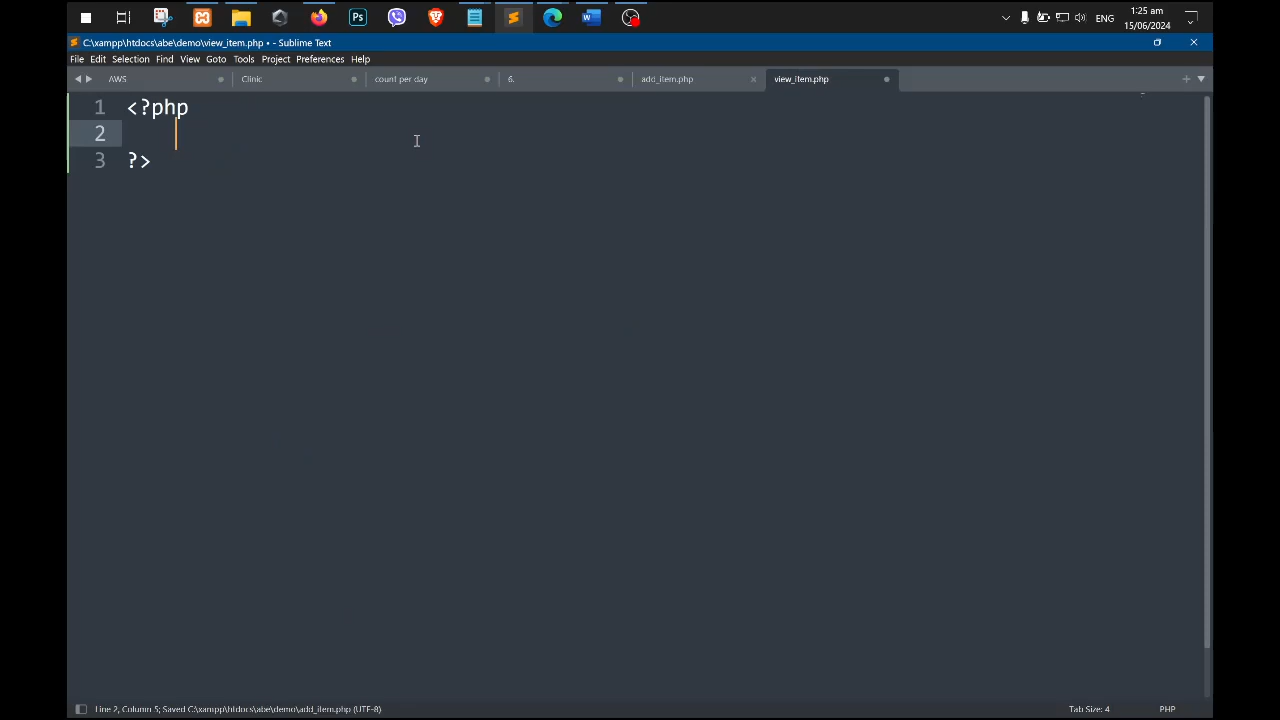 Ps
W
ENG
1:25 am
15/06/2024
C:\xampp\htdocs\abe\demo\view_item.php • - Sublime Text
File Edit Selection Find View Goto Tools Project Preferences Help
AWS
Clinic
count per day
6.
add_item.php
view_item.php
1 <?php
2
3 ?>
Line 2, Column 5; Saved C:\xampp\htdocs\abe\demo\add_item.php (UTF-8)
Tab Size: 4
PHP